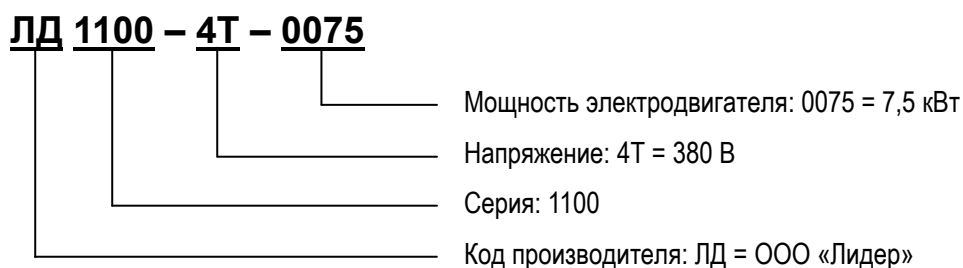 ЛД 1100 – 4Т – 0075
Мощность электродвигателя: 0075 = 7,5 кВт
Напряжение: 4Т = 380 В
Серия: 1100
Код производителя: ЛД = ООО «Лидер»